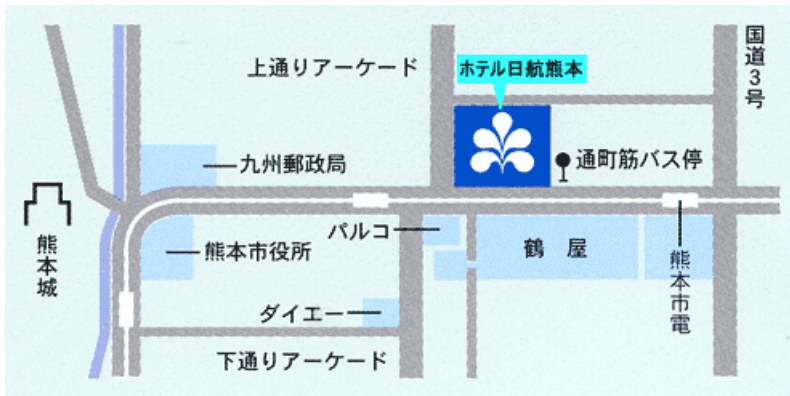 国道3号
上通りアーケード
ホテル日航熊本
九州郵政局
通町筋バス停
熊本城
熊本市役所
パルコ
鶴屋
熊本市電
ダイエー
下通りアーケード